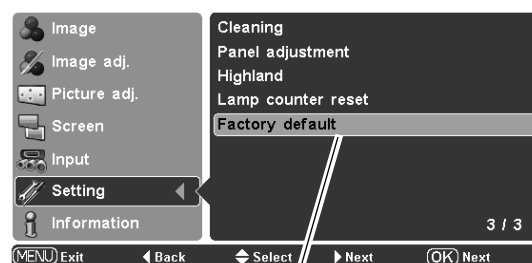 Image
Image adj.
Picture adj.
Screen
Input
Setting
Information
Cleaning
Panel adjustment
Highland
Lamp counter reset
Factory default
3 / 3
MENU Exit Back Select Next OK Next